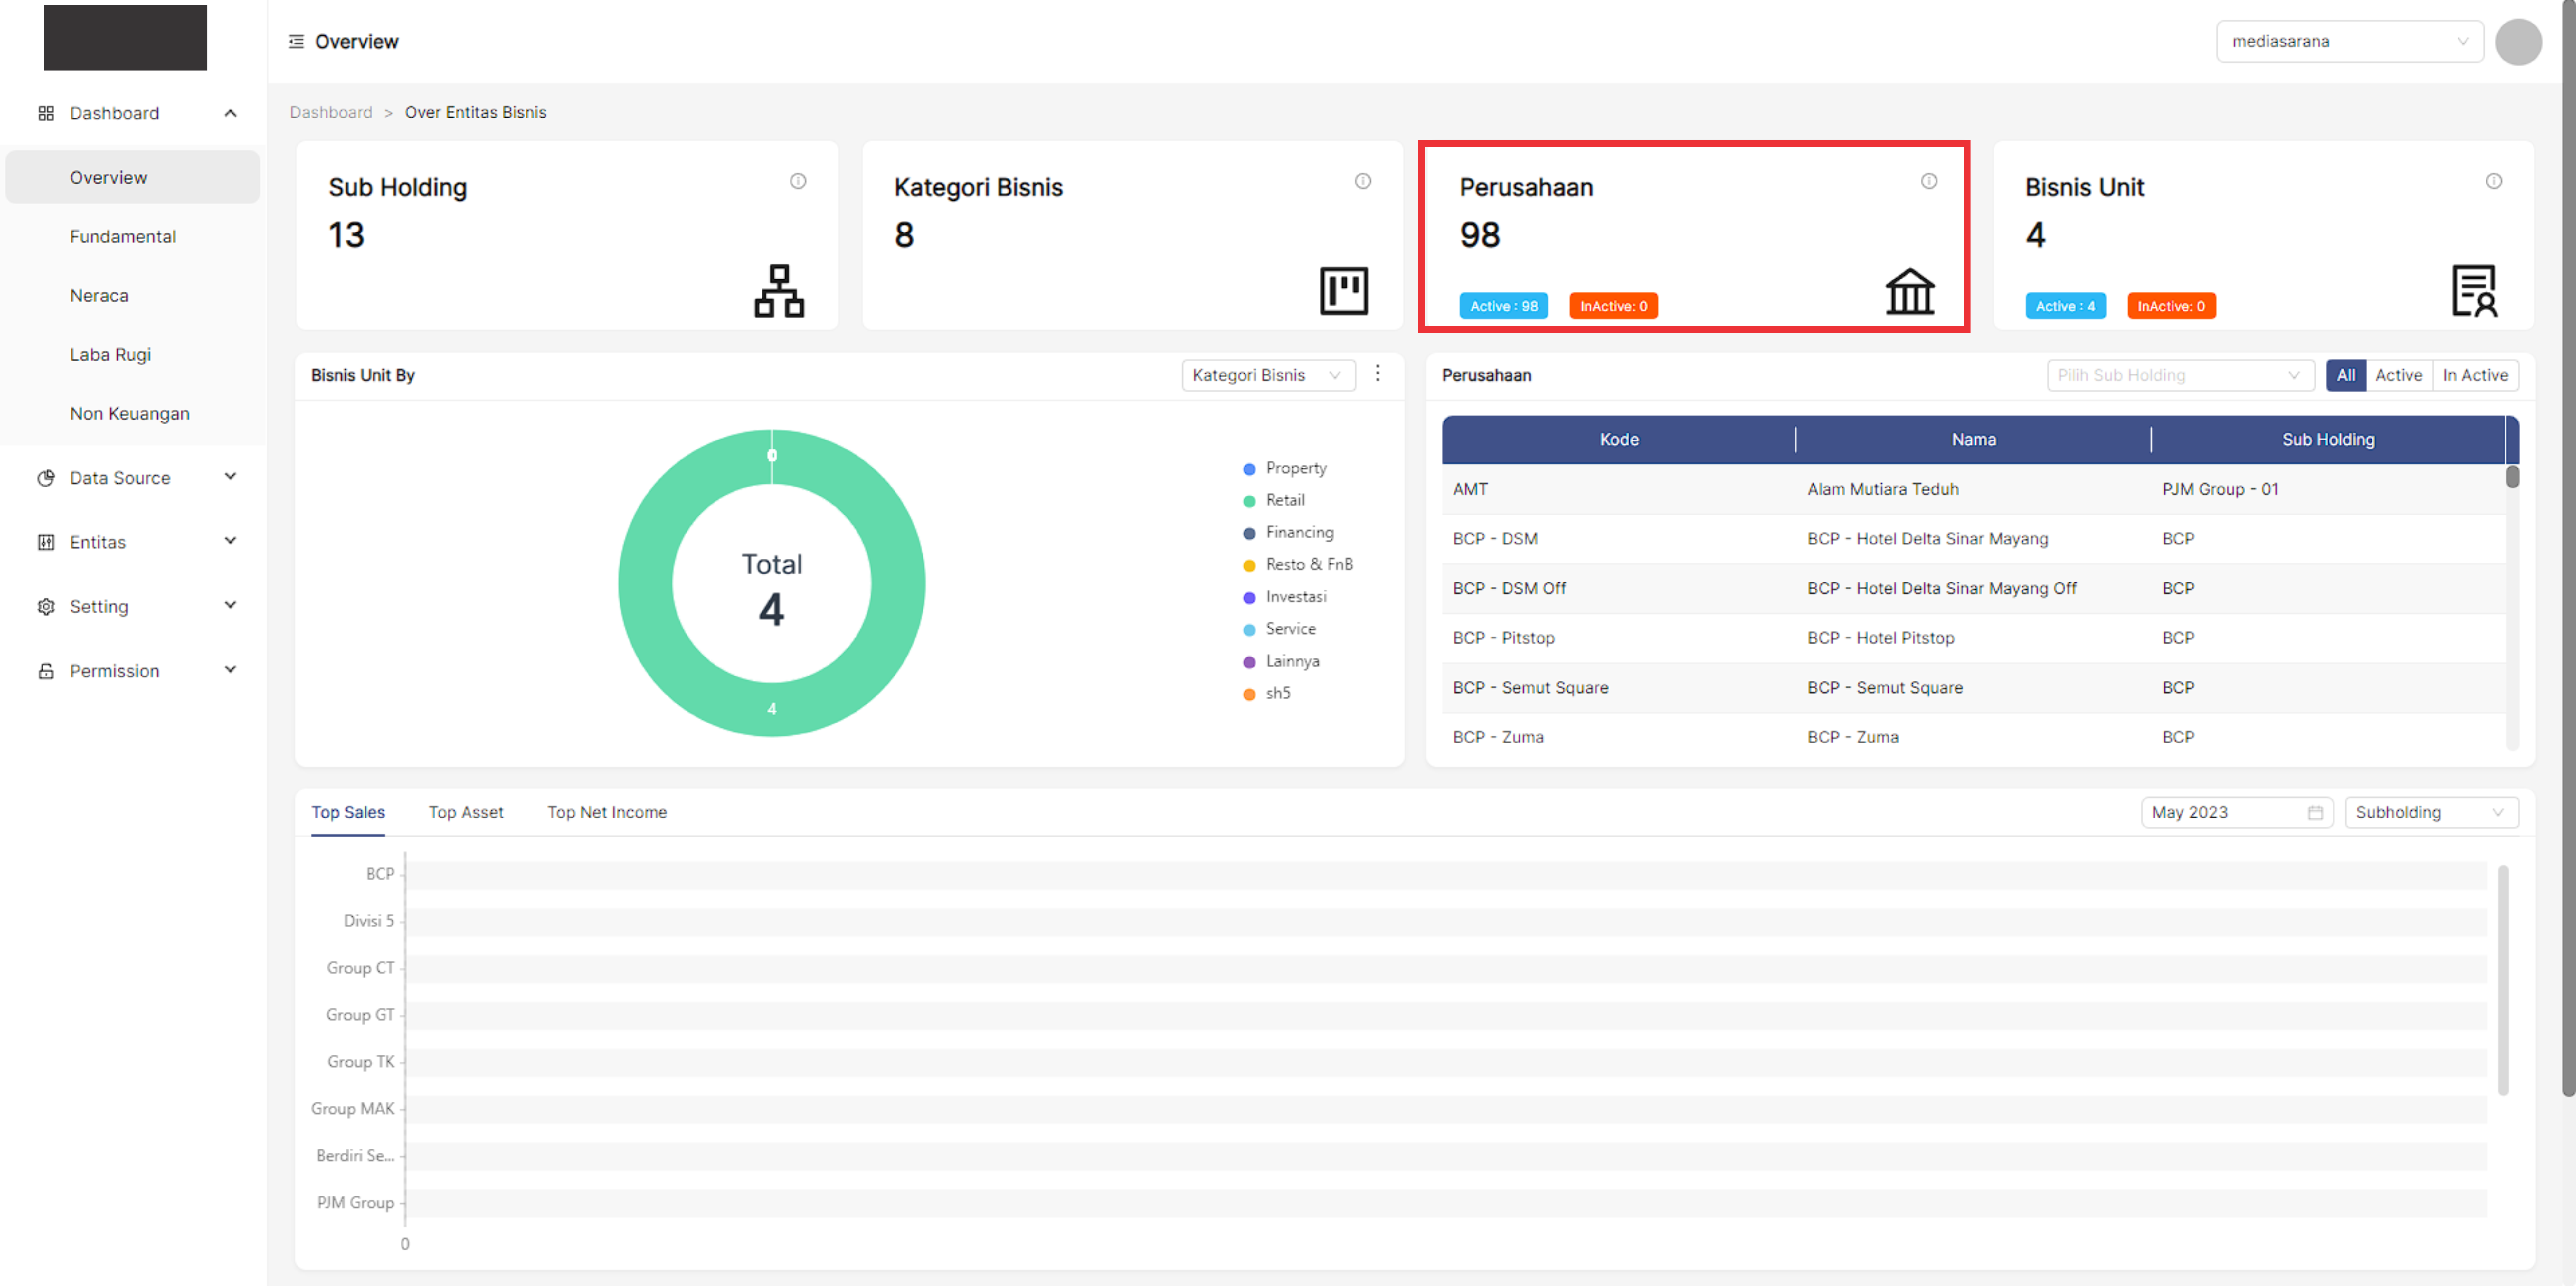 Overview
mediasarana
Dashboard
Overview
Fundamental
Neraca
Laba Rugi
Non Keuangan
Data Source
Entitas
Setting
Permission
Dashboard > Over Entitas Bisnis
Sub Holding
13
Kategori Bisnis
8
Perusahaan
98
Active : 98 InActive: 0
Bisnis Unit
4
Active : 4 InActive: 0
Bisnis Unit By Kategori Bisnis
0
Total
4
4
Property
Retail
Financing
Resto & FnB
Investasi
Service
Lainnya
sh5
Perusahaan Pilih Sub Holding All Active In Active
Kode Nama Sub Holding
AMT Alam Mutiara Teduh PJM Group - 01
BCP - DSM BCP - Hotel Delta Sinar Mayang BCP
BCP - DSM Off BCP - Hotel Delta Sinar Mayang Off BCP
BCP - Pitstop BCP - Hotel Pitstop BCP
BCP - Semut Square BCP - Semut Square BCP
BCP - Zuma BCP - Zuma BCP
Top Sales Top Asset Top Net Income May 2023 Subholding
BCP
Divisi 5
Group CT
Group GT
Group TK
Group MAK
Berdiri Se...
PJM Group
0